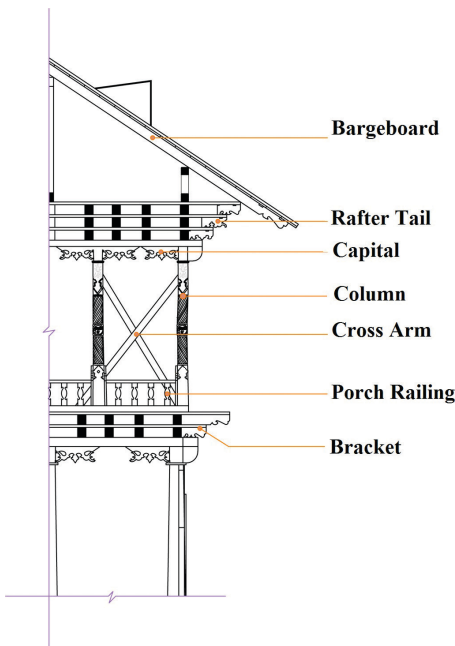 Bargeboard
Rafter Tail
Capital
Column
Cross Arm
Porch Railing
Bracket